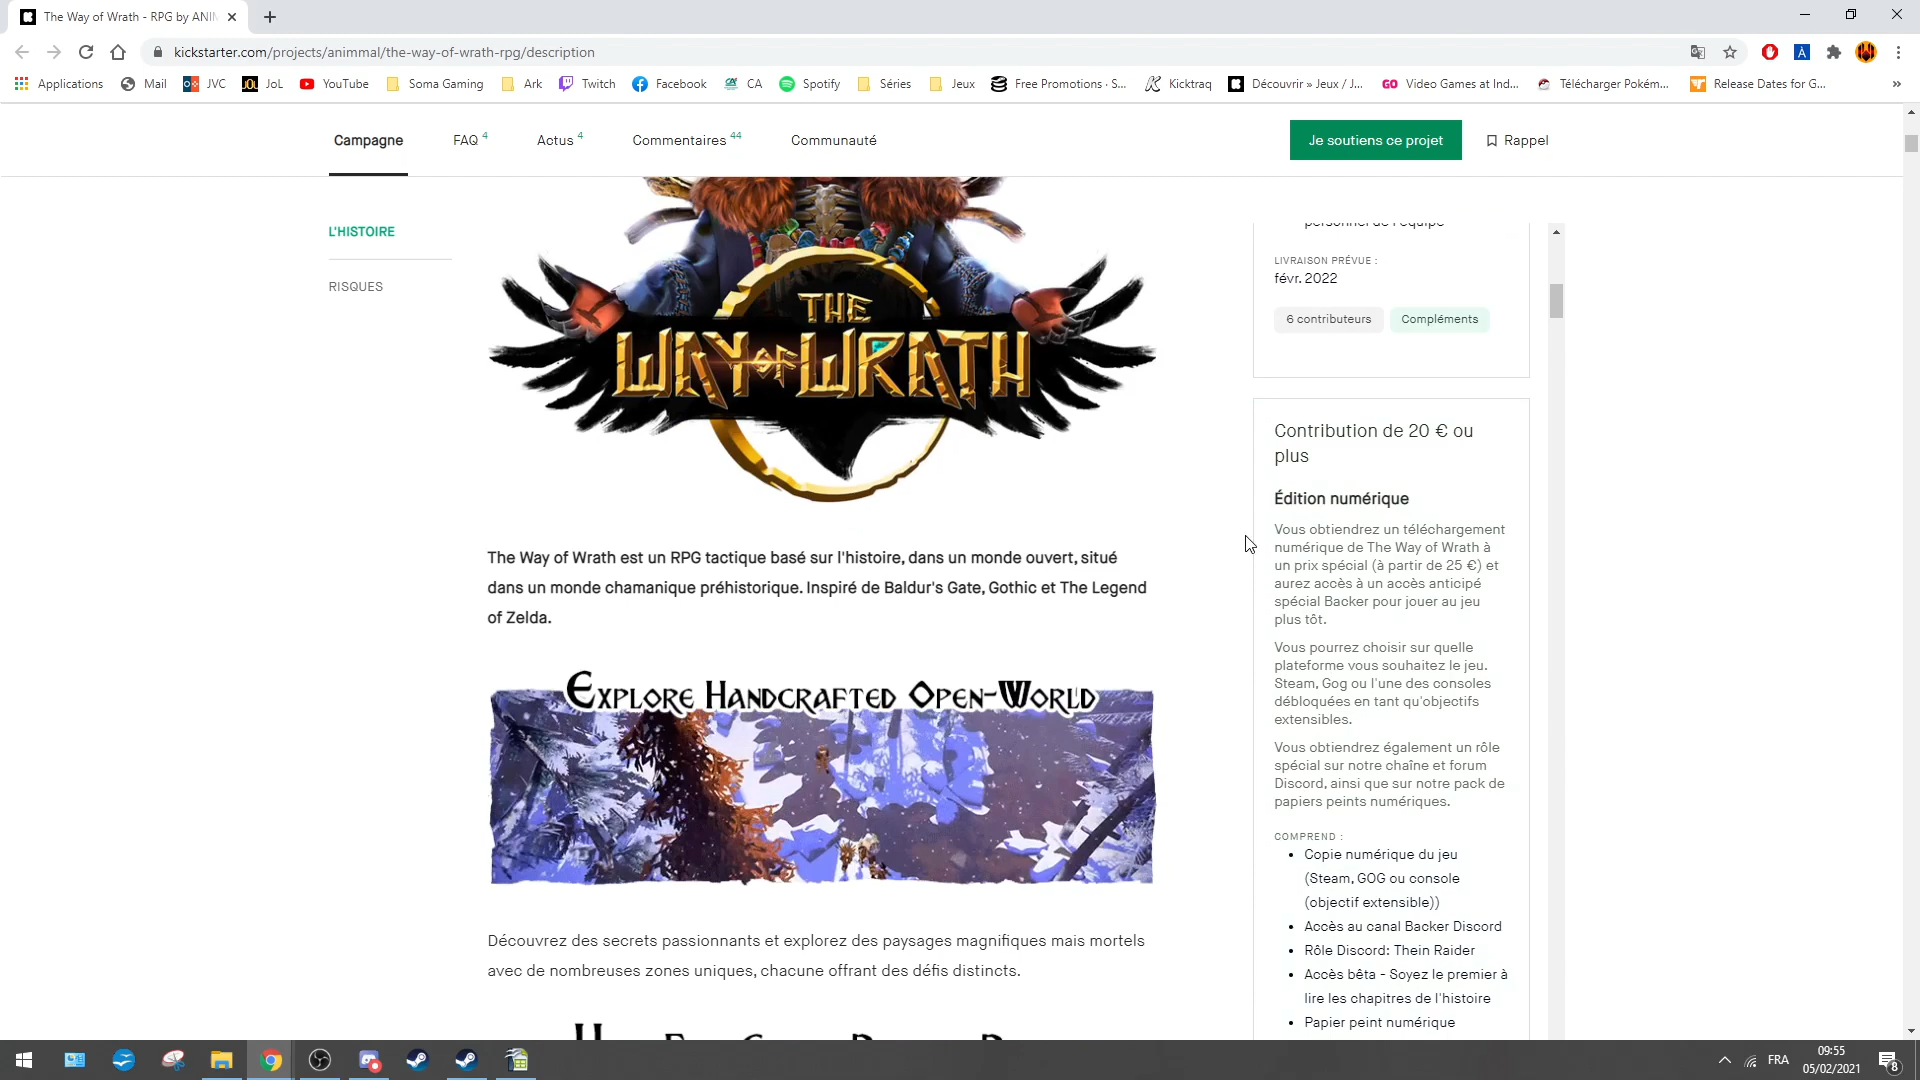 The Way of Wrath - RPG by ANIM
kickstarter.com/projects/animmal/the-way-of-wrath-rpg/description
Applications Mail JVC JoL YouTube Soma Gaming Ark Twitch Facebook CA Spotify Séries Jeux Free Promotions · S... Kicktraq Découvrir » Jeux / J... GO Video Games at Ind... Télécharger Pokém... Release Dates for G... »
Campagne FAQ 4 Actus 4 Commentaires 44 Communauté Je soutiens ce projet Rappel
L'HISTOIRE
RISQUES
THE
WAY OF WRATH
The Way of Wrath est un RPG tactique basé sur l'histoire, dans un monde ouvert, situé
dans un monde chamanique préhistorique. Inspiré de Baldur's Gate, Gothic et The Legend
of Zelda.
Explore Handcrafted Open-World
Découvrez des secrets passionnants et explorez des paysages magnifiques mais mortels
avec de nombreuses zones uniques, chacune offrant des défis distincts.
personnel de l'équipe
LIVRAISON PRÉVUE :
févr. 2022
6 contributeurs Compléments
Contribution de 20 € ou
plus
Édition numérique
Vous obtiendrez un téléchargement
numérique de The Way of Wrath à
un prix spécial (à partir de 25 €) et
aurez accès à un accès anticipé
spécial Backer pour jouer au jeu
plus tôt.
Vous pourrez choisir sur quelle
plateforme vous souhaitez le jeu.
Steam, Gog ou l'une des consoles
débloquées en tant qu'objectifs
extensibles.
Vous obtiendrez également un rôle
spécial sur notre chaîne et forum
Discord, ainsi que sur notre pack de
papiers peints numériques.
COMPREND :
• Copie numérique du jeu
(Steam, GOG ou console
(objectif extensible))
• Accès au canal Backer Discord
• Rôle Discord: Thein Raider
• Accès bêta - Soyez le premier à
lire les chapitres de l'histoire
• Papier peint numérique
FRA
09:55
05/02/2021
8